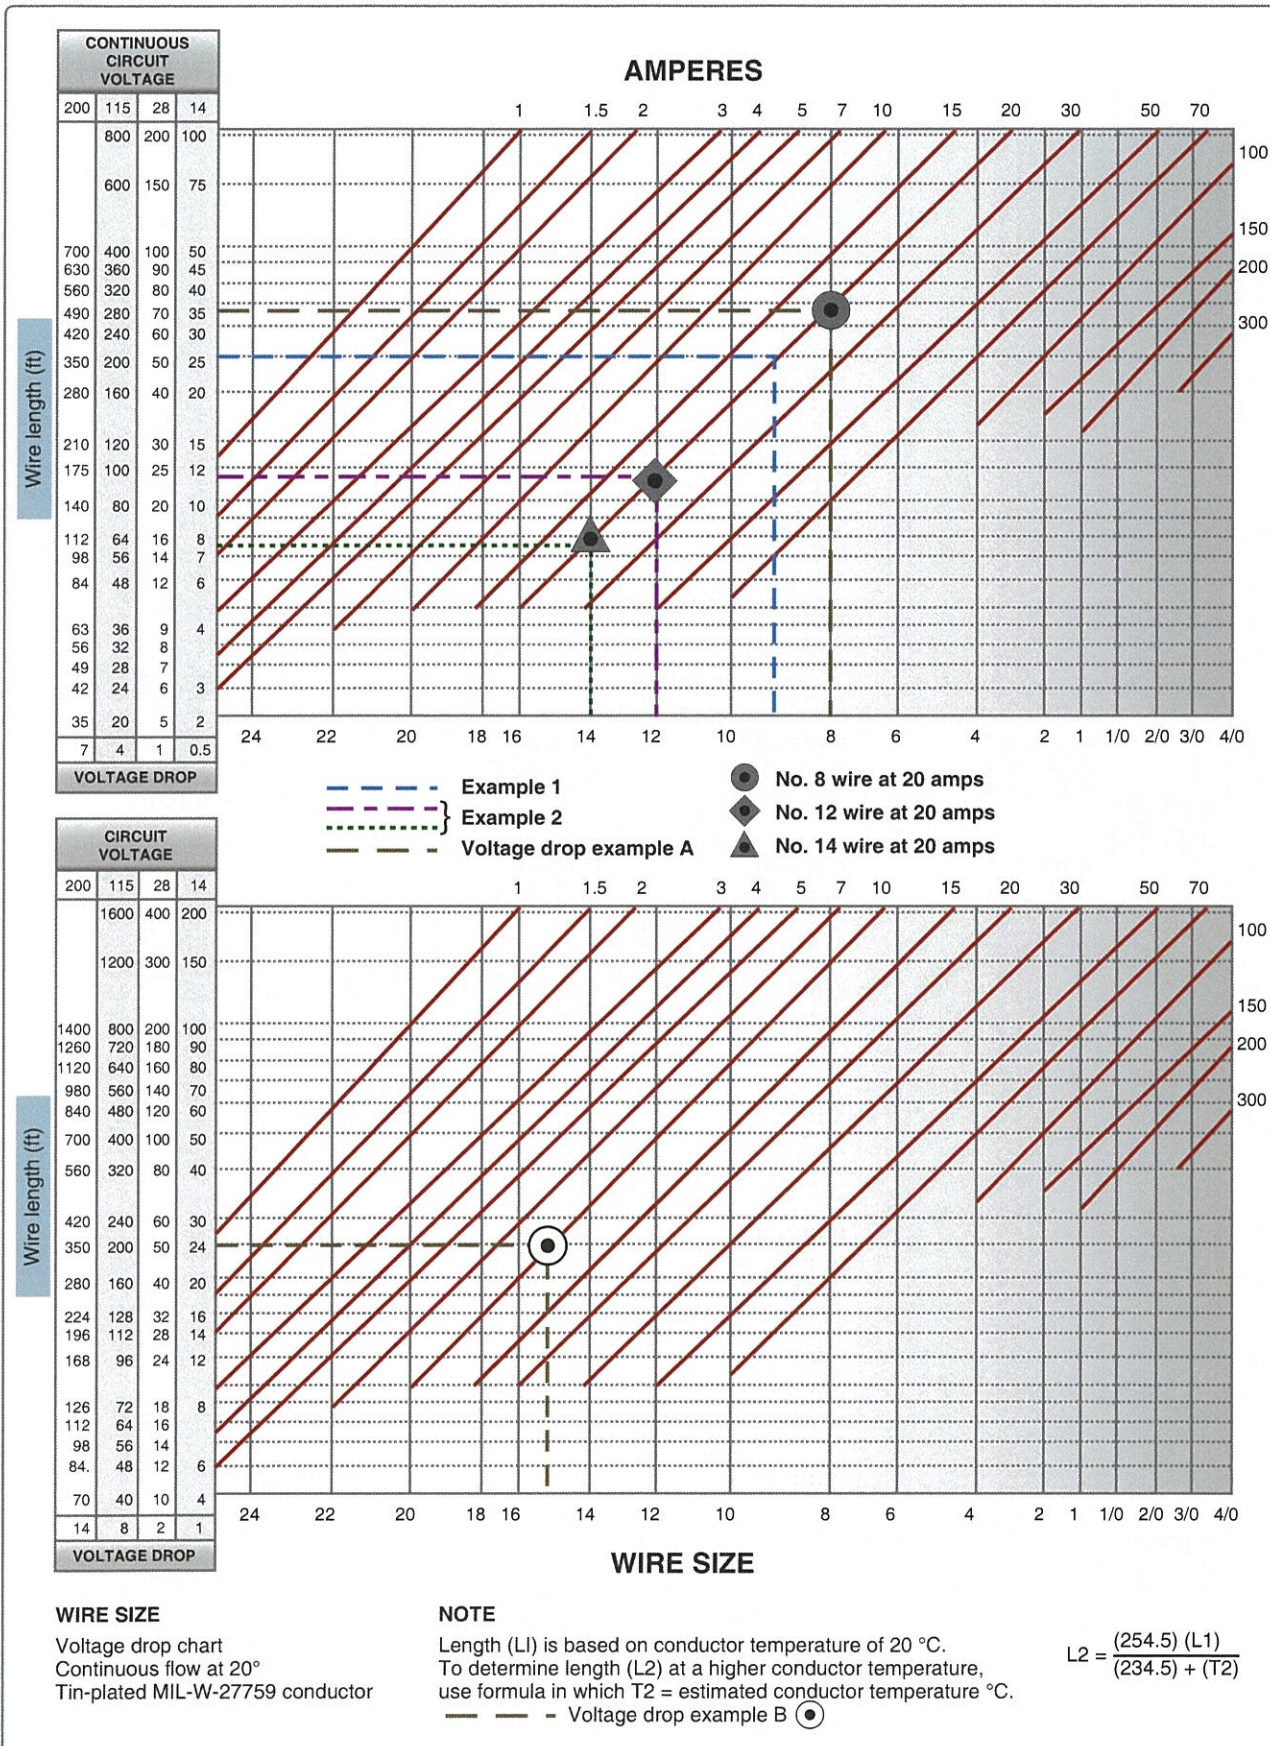 CONTINUOUS
CIRCUIT
VOLTAGE
AMPERES
200 115 28 14
1 1.5 2 3 4 5 7 10 15 20 30 50 70
800 200 100
100
600 150 75
150
700 400 100 50
630 360 90 45
200
560 320 80 40
490 280 70 35
300
420 240 60 30
350 200 50 25
280 160 40 20
210 120 30 15
175 100 25 12
140 80 20 10
112 64 16 8
98 56 14 7
84 48 12 6
63 36 9 4
56 32 8
49 28 7
42 24 6 3
35 20 5 2
7 4 1 0.5
VOLTAGE DROP
Wire length (ft)
24 22 20 18 16 14 12 10 8 6 4 2 1 1/0 2/0 3/0 4/0
Example 1
Example 2
Voltage drop example A
No. 8 wire at 20 amps
No. 12 wire at 20 amps
No. 14 wire at 20 amps
CIRCUIT
VOLTAGE
200 115 28 14
1 1.5 2 3 4 5 7 10 15 20 30 50 70
1600 400 200
100
1200 300 150
150
1400 800 200 100
1260 720 180 90
200
1120 640 160 80
980 560 140 70
300
840 480 120 60
700 400 100 50
560 320 80 40
420 240 60 30
350 200 50 24
280 160 40 20
224 128 32 16
196 112 28 14
168 96 24 12
126 72 18 8
112 64 16
98 56 14
84. 48 12 6
70 40 10 4
14 8 2 1
VOLTAGE DROP
Wire length (ft)
24 22 20 18 16 14 12 10 8 6 4 2 1 1/0 2/0 3/0 4/0
WIRE SIZE
WIRE SIZE
Voltage drop chart
Continuous flow at 20°
Tin-plated MIL-W-27759 conductor
NOTE
Length (LI) is based on conductor temperature of 20 °C.
To determine length (L2) at a higher conductor temperature,
use formula in which T2 = estimated conductor temperature °C.
Voltage drop example B
L2 = (254.5) (L1)
(234.5) + (T2)